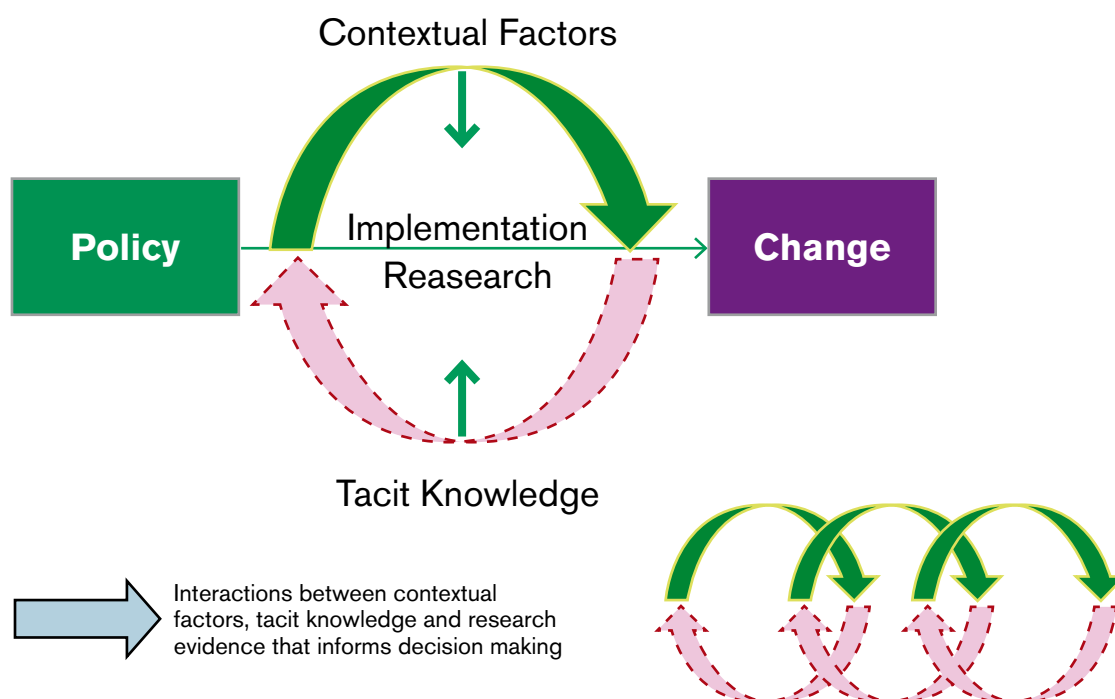 Contextual Factors
Policy
Implementation
Reasearch
Change
Tacit Knowledge
Interactions between contextual
factors, tacit knowledge and research
evidence that informs decision making